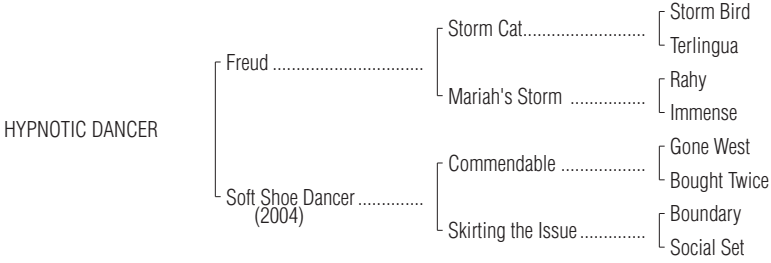 Storm Bird
Storm Cat..........................
Terlingua
Freud ................................
Rahy
Mariah's Storm ................
Immense
HYPNOTIC DANCER
Gone West
Commendable ..................
Bought Twice
Soft Shoe Dancer ..............
(2004)
Boundary
Skirting the Issue ..............
Social Set